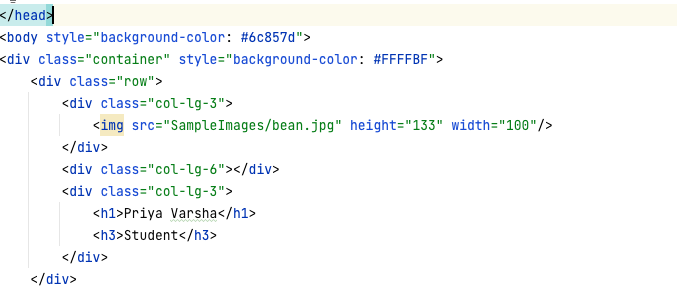 </head>
<body style="background-color: #6c857d">
<div class="container" style="background-color: #FFFFBF">
<div class="row">
<div class="col-lg-3">
<img src="SampleImages/bean.jpg" height="133" width="100"/>
</div>
<div class="col-lg-6"></div>
<div class="col-lg-3">
<h1>Priya Varsha</h1>
<h3>Student</h3>
</div>
</div>